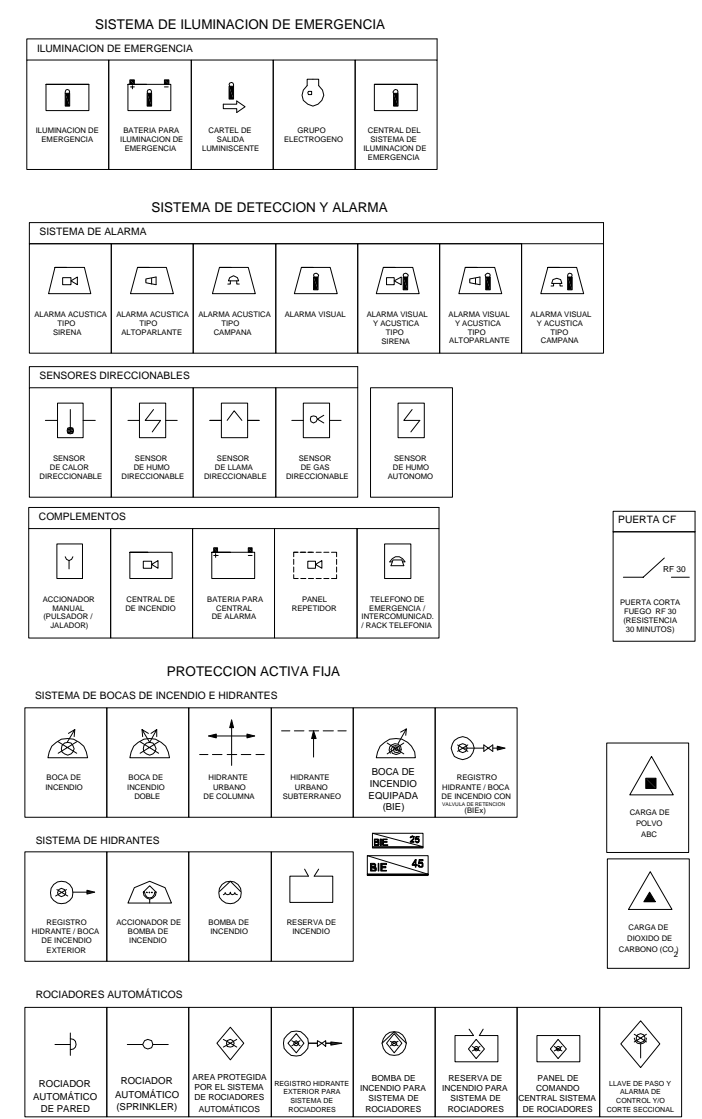 SISTEMA DE ILUMINACION DE EMERGENCIA
ILUMINACION DE EMERGENCIA
ILUMINACION DE
EMERGENCIA
BATERIA PARA
ILUMINACION DE
EMERGENCIA
CARTEL DE
SALIDA
LUMINISCENTE
GRUPO
ELECTROGENO
CENTRAL DEL
SISTEMA DE
ILUMINACION DE
EMERGENCIA
SISTEMA DE DETECCION Y ALARMA
SISTEMA DE ALARMA
ALARMA ACUSTICA
TIPO
SIRENA
ALARMA ACUSTICA
TIPO
ALTOPARLANTE
ALARMA ACUSTICA
TIPO
CAMPANA
ALARMA VISUAL
ALARMA VISUAL
Y ACUSTICA
TIPO
SIRENA
ALARMA VISUAL
Y ACUSTICA
TIPO
ALTOPARLANTE
ALARMA VISUAL
Y ACUSTICA
TIPO
CAMPANA
SENSORES DIRECCIONABLES
SENSOR
DE CALOR
DIRECCIONABLE
SENSOR
DE HUMO
DIRECCIONABLE
SENSOR
DE LLAMA
DIRECCIONABLE
SENSOR
DE GAS
DIRECCIONABLE
SENSOR
DE HUMO
AUTONOMO
COMPLEMENTOS
ACCIONADOR
MANUAL
(PULSADOR /
JALADOR)
CENTRAL DE
DE INCENDIO
BATERIA PARA
CENTRAL
DE ALARMA
PANEL
REPETIDOR
TELEFONO DE
EMERGENCIA /
INTERCOMUNICAD.
/ RACK TELEFONIA
PUERTA CF
RF 30
PUERTA CORTA
FUEGO RF 30
(RESISTENCIA
30 MINUTOS)
PROTECCION ACTIVA FIJA
SISTEMA DE BOCAS DE INCENDIO E HIDRANTES
BOCA DE
INCENDIO
BOCA DE
INCENDIO
DOBLE
HIDRANTE
URBANO
DE COLUMNA
HIDRANTE
URBANO
SUBTERRANEO
BOCA DE
INCENDIO
EQUIPADA
(BIE)
REGISTRO
HIDRANTE / BOCA
DE INCENDIO CON
VALVULA DE RETENCION
(BIEx)
CARGA DE
POLVO
ABC
SISTEMA DE HIDRANTES
BIE 25
BIE 45
REGISTRO
HIDRANTE / BOCA
DE INCENDIO
EXTERIOR
ACCIONADOR DE
BOMBA DE
INCENDIO
BOMBA DE
INCENDIO
RESERVA DE
INCENDIO
CARGA DE
DIOXIDO DE
CARBONO (CO2)
ROCIADORES AUTOMÁTICOS
ROCIADOR
AUTOMÁTICO
DE PARED
ROCIADOR
AUTOMÁTICO
(SPRINKLER)
AREA PROTEGIDA
POR EL SISTEMA
DE ROCIADORES
AUTOMÁTICOS
REGISTRO HIDRANTE
EXTERIOR PARA
SISTEMA DE
ROCIADORES
BOMBA DE
INCENDIO PARA
SISTEMA DE
ROCIADORES
RESERVA DE
INCENDIO PARA
SISTEMA DE
ROCIADORES
PANEL DE
COMANDO
CENTRAL SISTEMA
DE ROCIADORES
LLAVE DE PASO Y
ALARMA DE
CONTROL Y/O
CORTE SECCIONAL